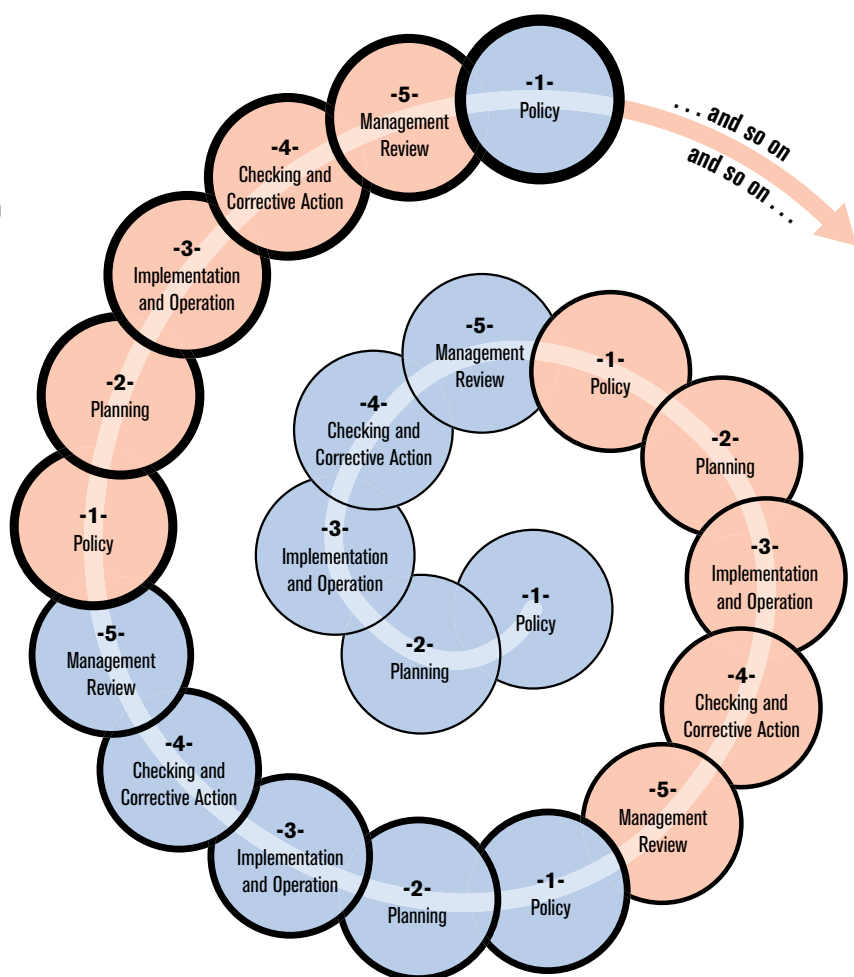 -1-
Policy
-2-
Planning
-3-
Implementation
and Operation
-4-
Checking and
Corrective Action
-5-
Management
Review
-1-
Policy
-2-
Planning
-3-
Implementation
and Operation
-4-
Checking and
Corrective Action
-5-
Management
Review
-1-
Policy
-2-
Planning
-3-
Implementation
and Operation
-4-
Checking and
Corrective Action
-5-
Management
Review
-1-
Policy
-2-
Planning
-3-
Implementation
and Operation
-4-
Checking and
Corrective Action
-5-
Management
Review
-1-
Policy
. . . and so on
and so on . . .